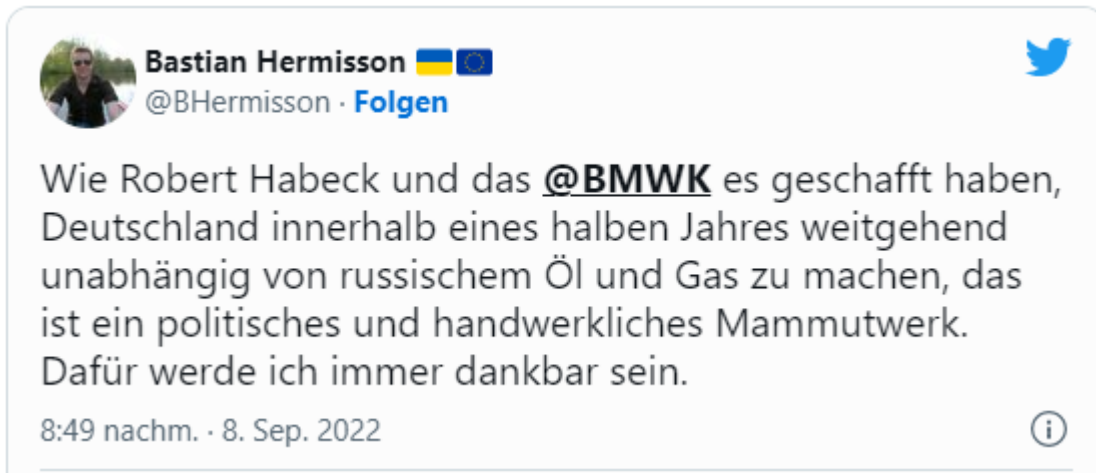 Bastian Hermisson 🇺🇦🇪🇺
@BHermisson · Folgen
Wie Robert Habeck und das @BMWK es geschafft haben,
Deutschland innerhalb eines halben Jahres weitgehend
unabhängig von russischem Öl und Gas zu machen, das
ist ein politisches und handwerkliches Mammutwerk.
Dafür werde ich immer dankbar sein.
8:49 nachm. · 8. Sep. 2022